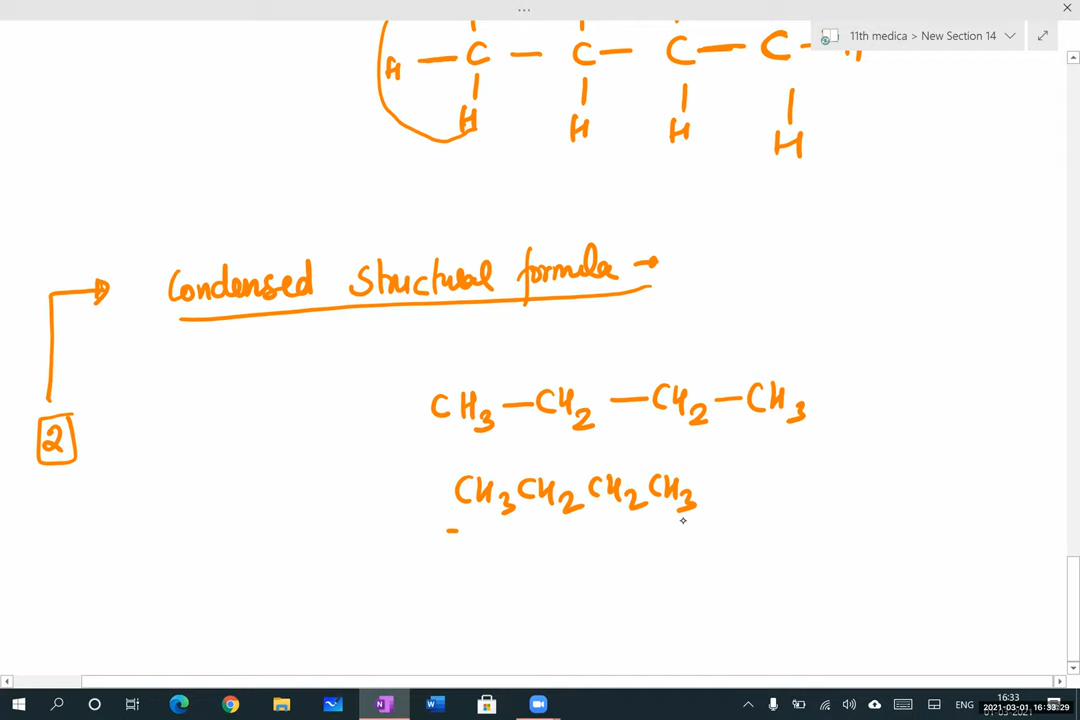 11th medica > New Section 14
H — C — C — C — C —
H H H H
Condensed Structural formula →
2
CH3 — CH2 — CH2 — CH3
CH3CH2CH2CH3
16:33
ENG
2021-03-01 16:33:29